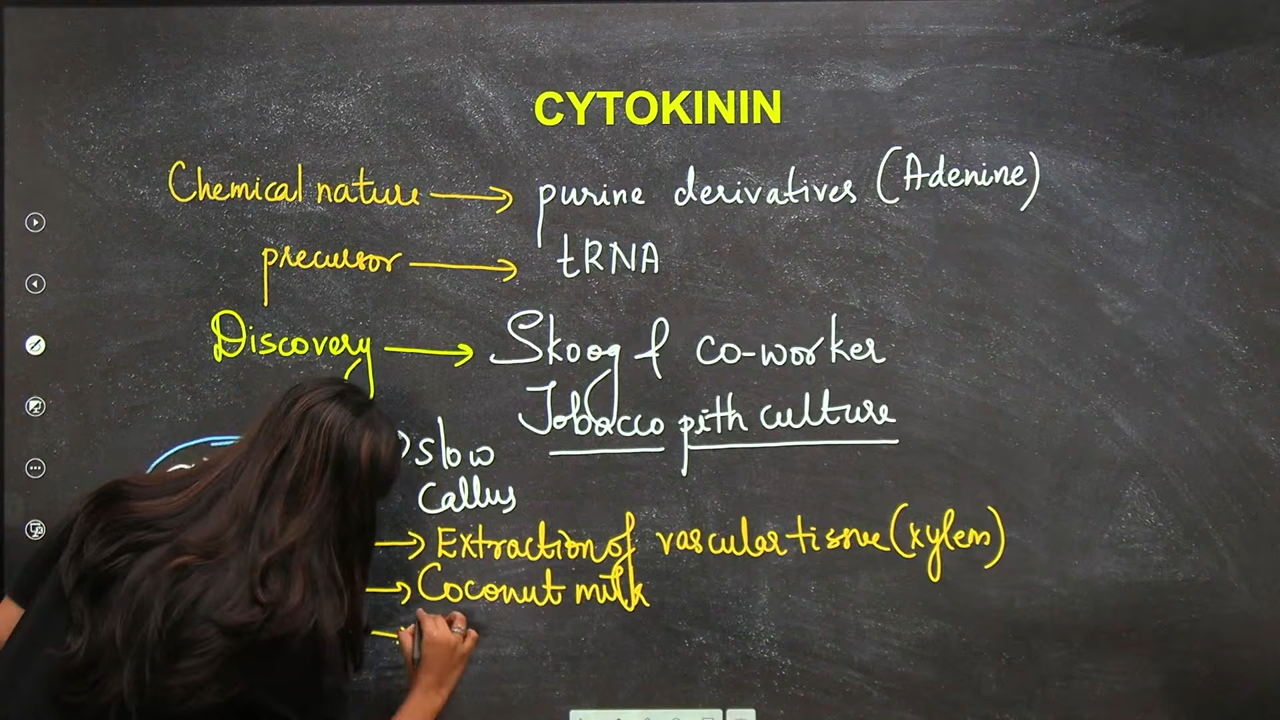 CYTOKININ
Chemical nature → purine derivatives (Adenine)
precursor → tRNA
Discovery → Skoog & co-worker
Tobacco pith culture
slow
Callus
→ Extraction of vascular tissue (xylem)
→ Coconut milk